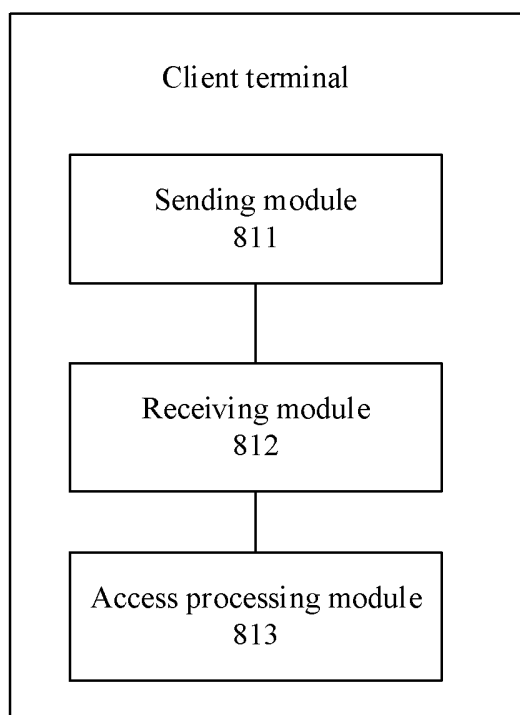 Client terminal
Sending module
811
Receiving module
812
Access processing module
813